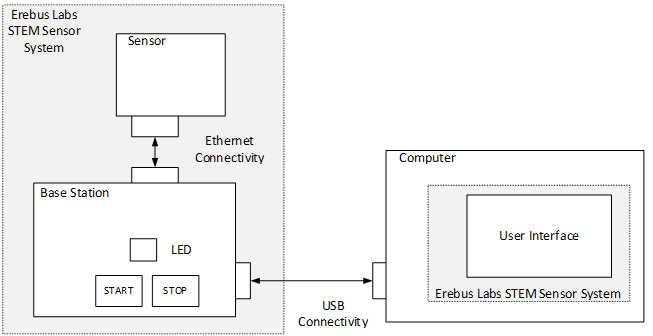 Erebus Labs
STEM Sensor
System
Sensor
Ethernet
Connectivity
Base Station
LED
START
STOP
USB
Connectivity
Computer
User Interface
Erebus Labs STEM Sensor System